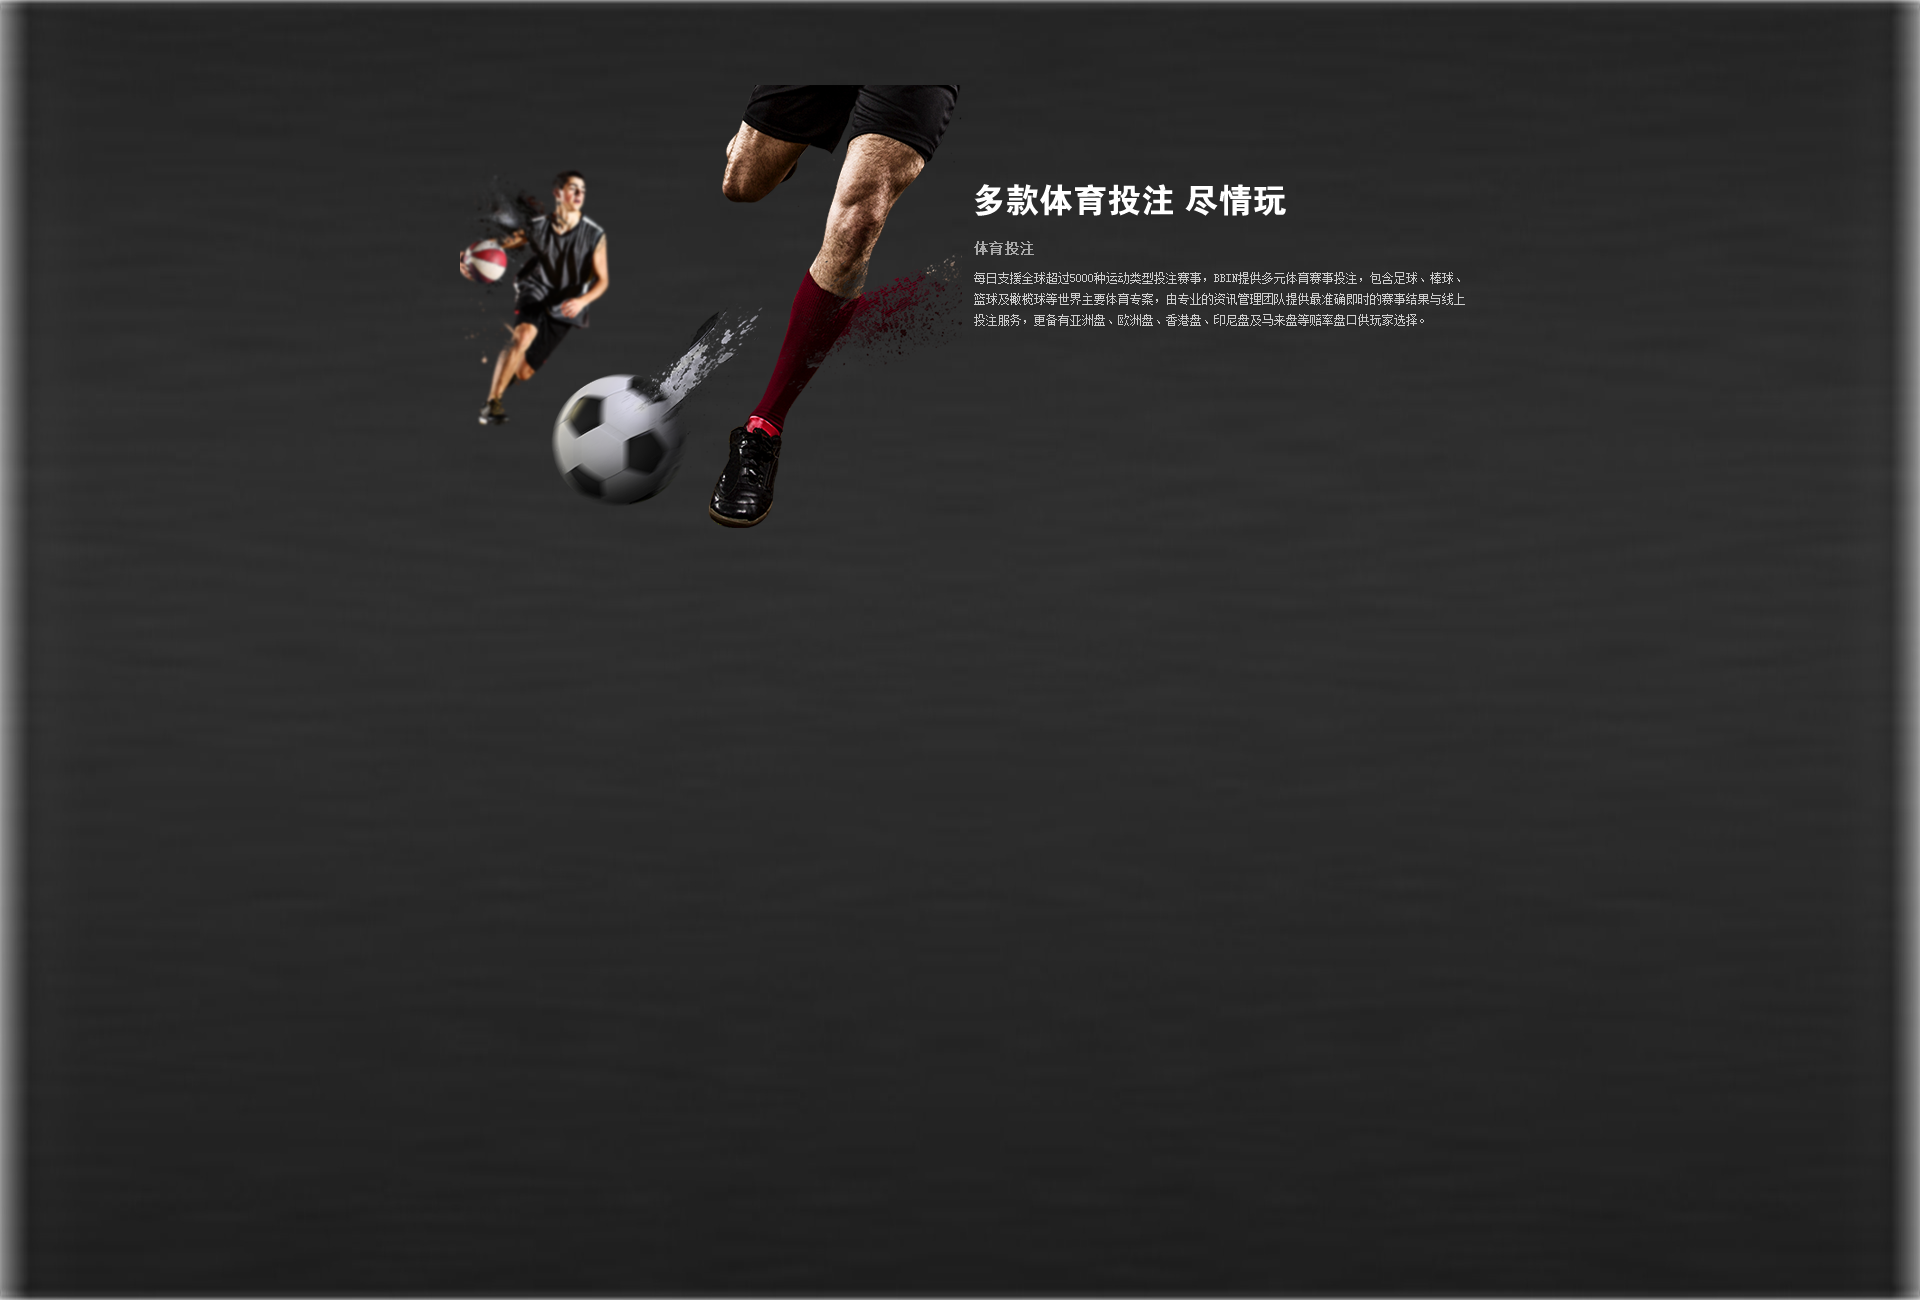 多款体育投注 尽情玩
体育投注
每日支援全球超过5000种运动类型投注赛事，BBIN提供多元体育赛事投注，包含足球、棒球、
篮球及橄榄球等世界主要体育专案，由专业的资讯管理团队提供最准确即时的赛事结果与线上
投注服务，更备有亚洲盘、欧洲盘、香港盘、印尼盘及马来盘等赔率盘口供玩家选择。